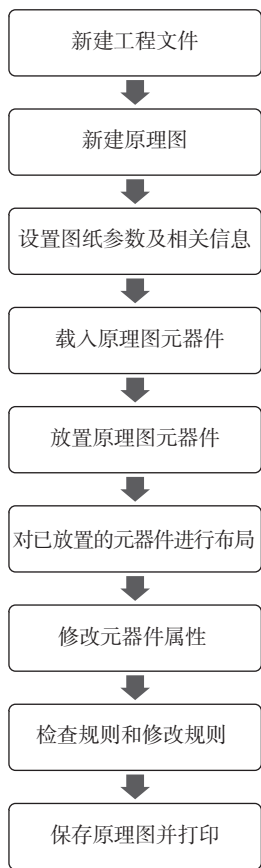 新建工程文件
新建原理图
设置图纸参数及相关信息
载入原理图元器件
放置原理图元器件
对已放置的元器件进行布局
修改元器件属性
检查规则和修改规则
保存原理图并打印